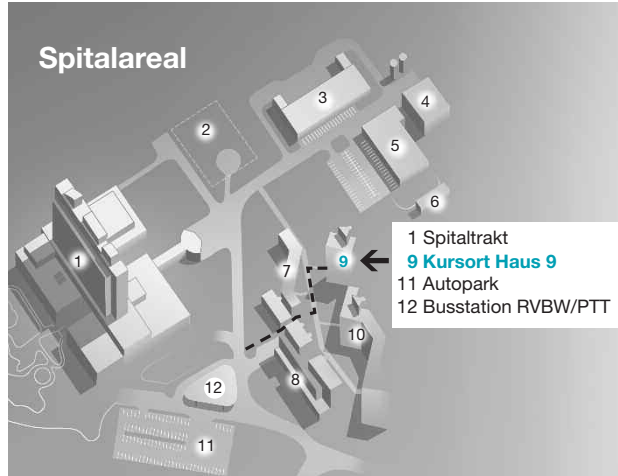 Spitalareal
3
4
2
5
6
1 Spitaltrakt
9 Kursort Haus 9
11 Autopark
12 Busstation RVBW/PTT
1
7
9
10
8
12
11